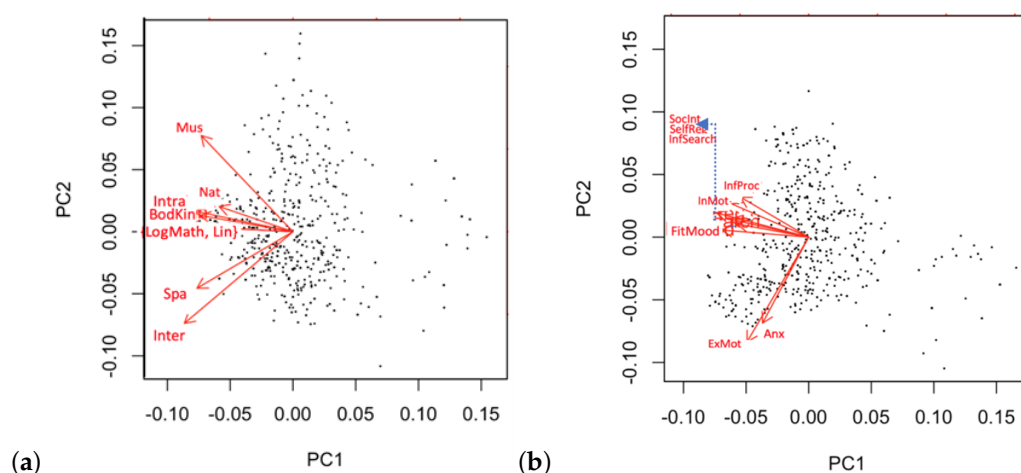 0.15
0.10
0.05
0.00
-0.05
-0.10
PC2
Mus
Nat
Intra
BodKin
{LogMath, Lin}
Spa
Inter
-0.10 -0.05 0.00 0.05 0.10 0.15
PC1
(a)
0.15
0.10
0.05
0.00
-0.05
-0.10
PC2
SocInt
SelfReg
InfSearch
InfProc
InMot
FitMood
ExMot
Anx
-0.10 -0.05 0.00 0.05 0.10 0.15
PC1
(b)